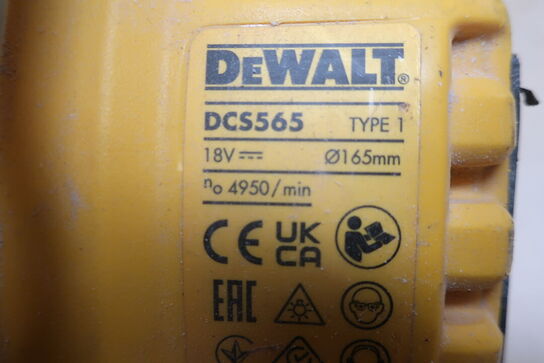 DEWALT®
DCS565 TYPE 1
18V⎓ Ø165mm
n₀ 4950/min
CE UK CA
EAC